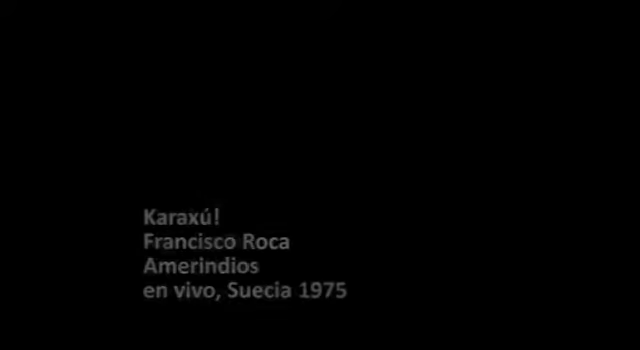 Karaxú!
Francisco Roca
Amerindios
en vivo, Suecia 1975